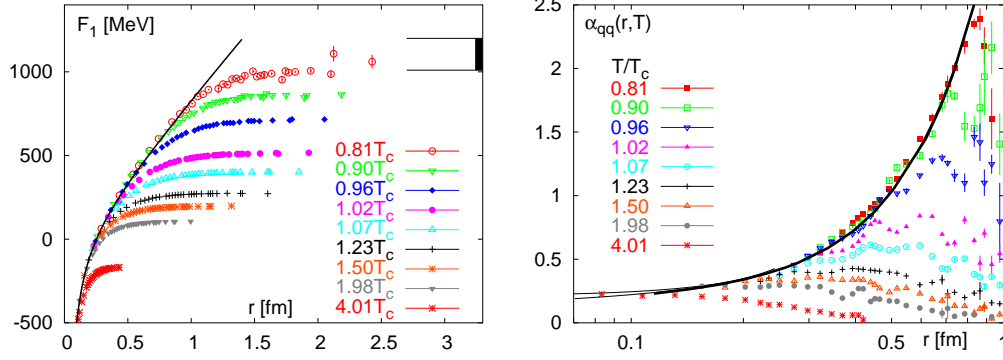 F1 [MeV]
1000
500
0
-500
0 0.5 1 1.5 2 2.5 3
r [fm]
0.81Tc
0.90Tc
0.96Tc
1.02Tc
1.07Tc
1.23Tc
1.50Tc
1.98Tc
4.01Tc
αqq(r,T)
2.5
2
1.5
1
0.5
0
0.1 0.5 1
r [fm]
T/Tc
0.81
0.90
0.96
1.02
1.07
1.23
1.50
1.98
4.01